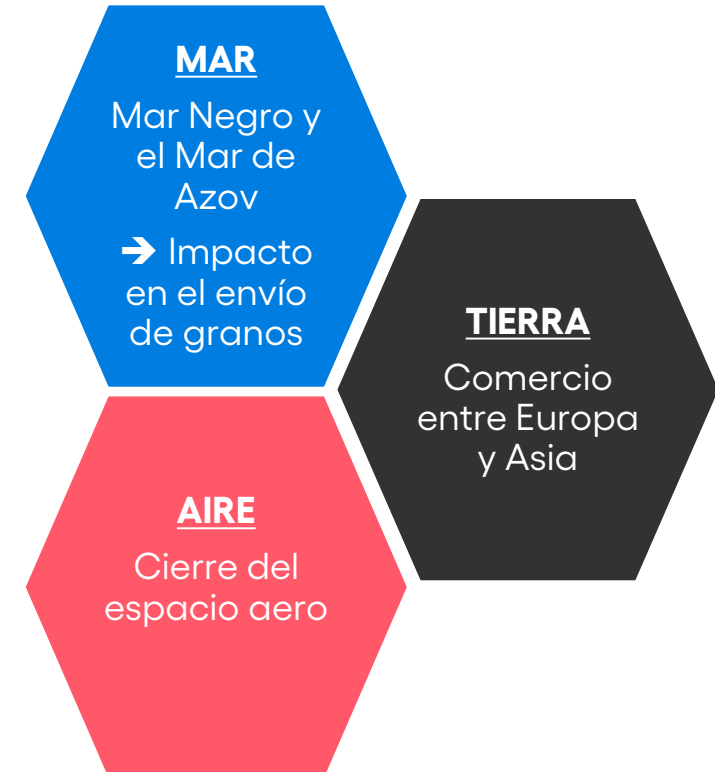 MAR
Mar Negro y
el Mar de
Azov
➔ Impacto
en el envío
de granos
TIERRA
Comercio
entre Europa
y Asia
AIRE
Cierre del
espacio aero